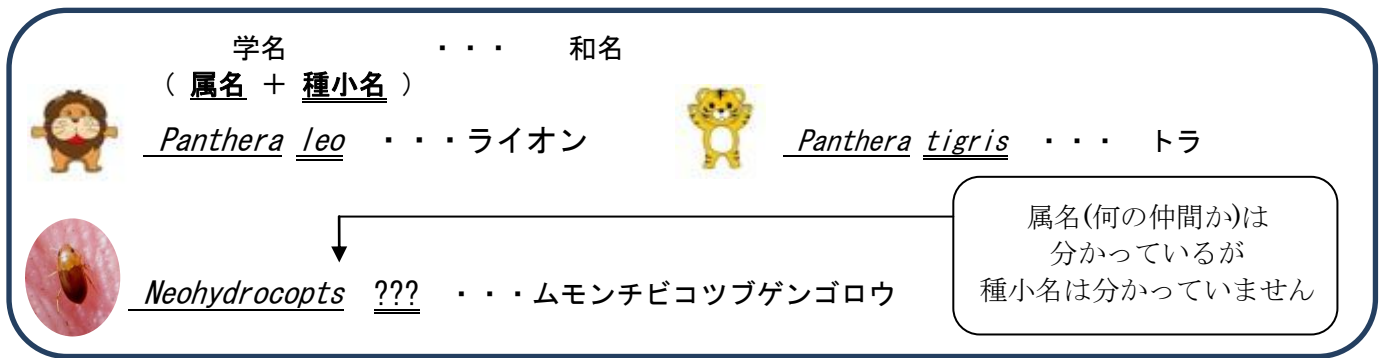 学名 ・・・ 和名
（ 属名 ＋ 種小名 ）
Panthera leo ・・・ライオン
Panthera tigris ・・・ トラ
属名(何の仲間か)は
分かっているが
種小名は分かっていません
Neohydrocopts ??? ・・・ムモンチビコツブゲンゴロウ